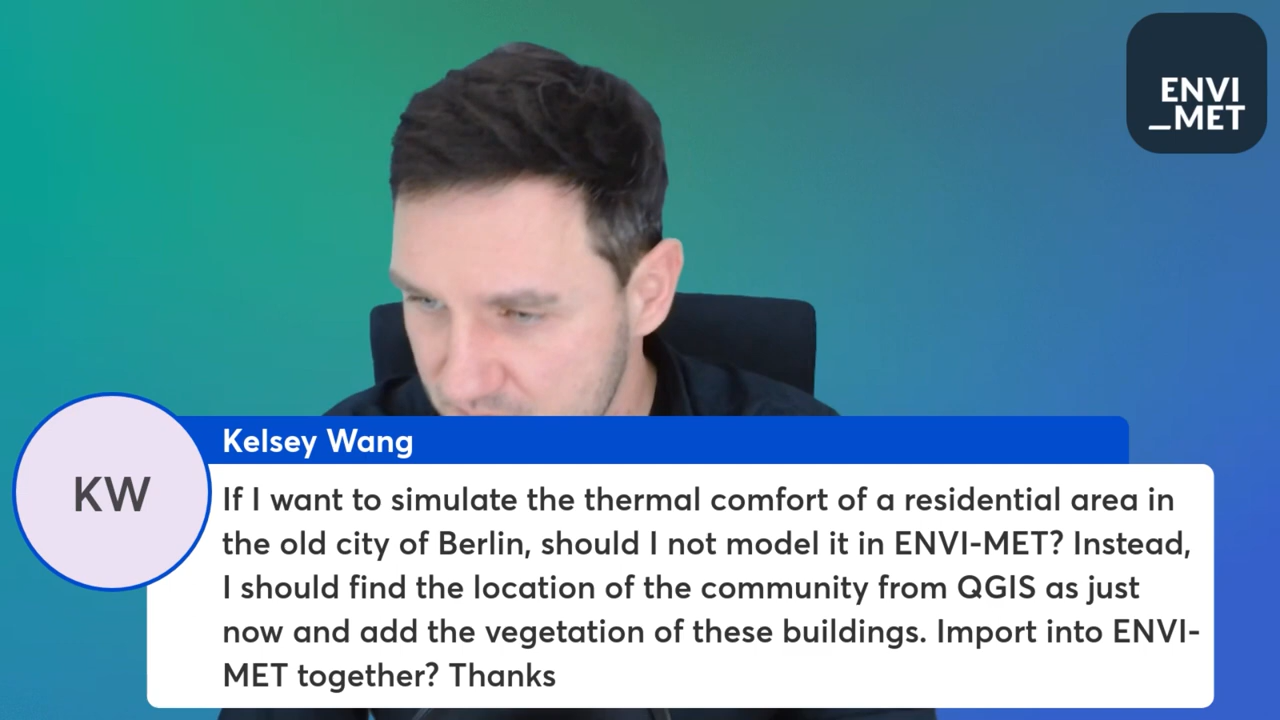 ENVI
_MET
Kelsey Wang
KW
If I want to simulate the thermal comfort of a residential area in
the old city of Berlin, should I not model it in ENVI-MET? Instead,
I should find the location of the community from QGIS as just
now and add the vegetation of these buildings. Import into ENVI-
MET together? Thanks